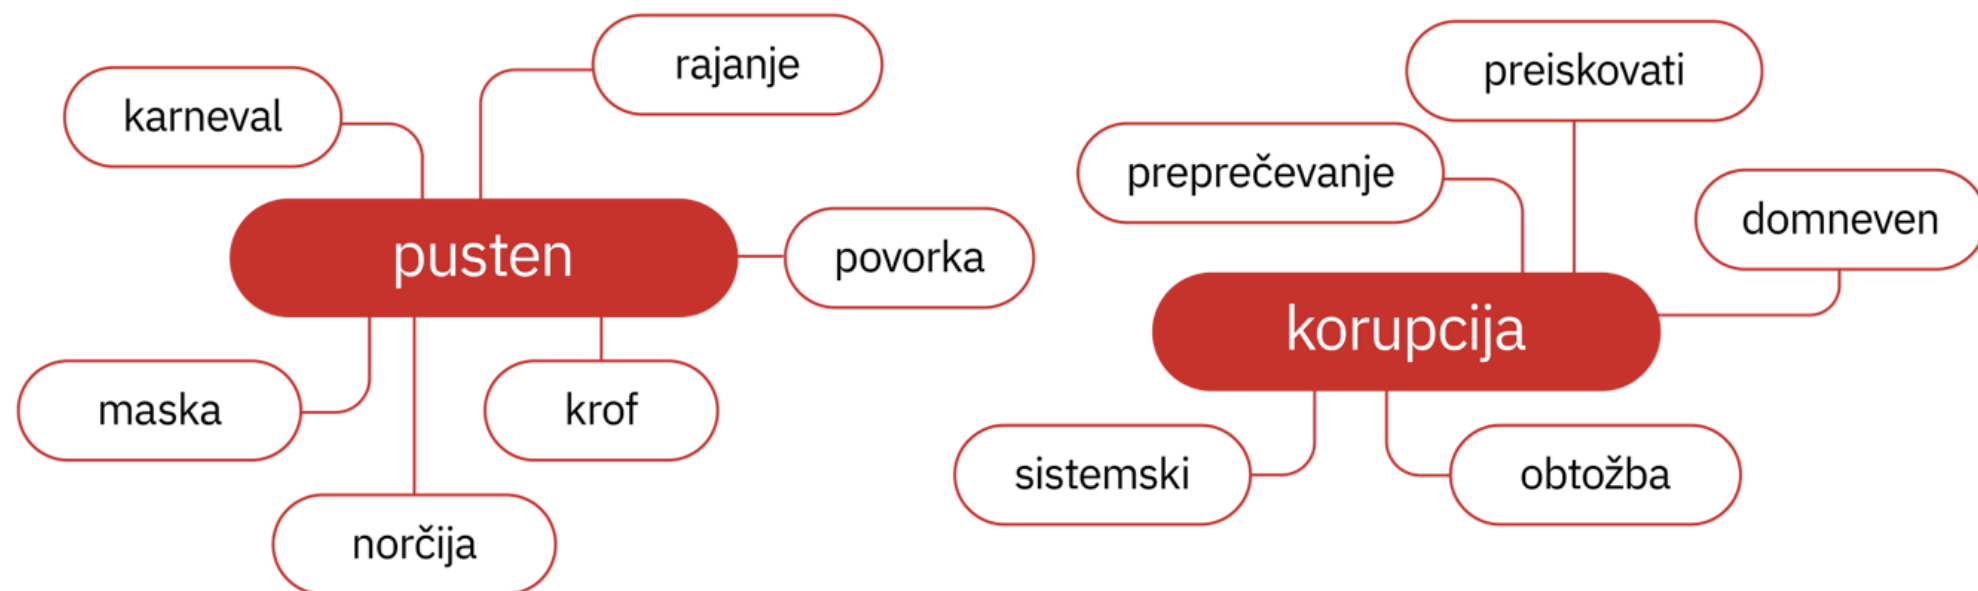 rajanje
karneval
pusten
povorka
maska
krof
norčija
preiskovati
preprečevanje
domneven
korupcija
sistemski
obtožba